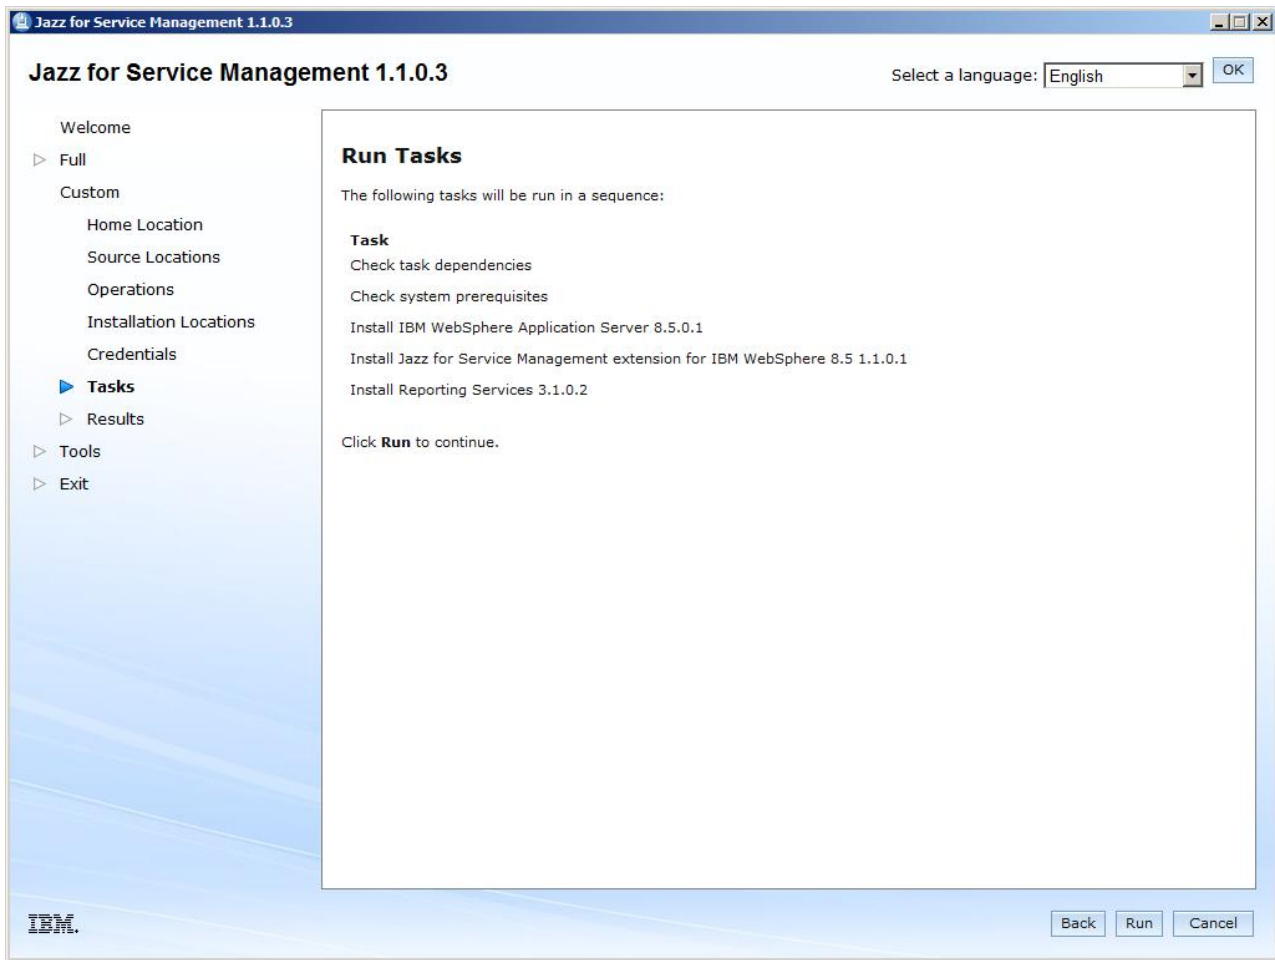 Jazz for Service Management 1.1.0.3
Jazz for Service Management 1.1.0.3
Select a language: English OK
Welcome
Full
Custom
Home Location
Source Locations
Operations
Installation Locations
Credentials
Tasks
Results
Tools
Exit
Run Tasks
The following tasks will be run in a sequence:
Task
Check task dependencies
Check system prerequisites
Install IBM WebSphere Application Server 8.5.0.1
Install Jazz for Service Management extension for IBM WebSphere 8.5 1.1.0.1
Install Reporting Services 3.1.0.2
Click Run to continue.
IBM.
Back Run Cancel